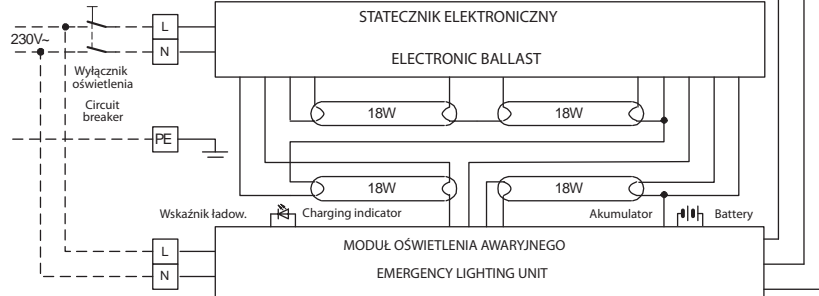 STATECZNIK ELEKTRONICZNY
ELECTRONIC BALLAST
L
N
230V~
Wyłącznik
oświetlenia
Circuit
breaker
PE
18W
18W
18W
18W
Wskaźnik ładow.
Charging indicator
Akumulator
Battery
L
N
MODUŁ OŚWIETLENIA AWARYJNEGO
EMERGENCY LIGHTING UNIT